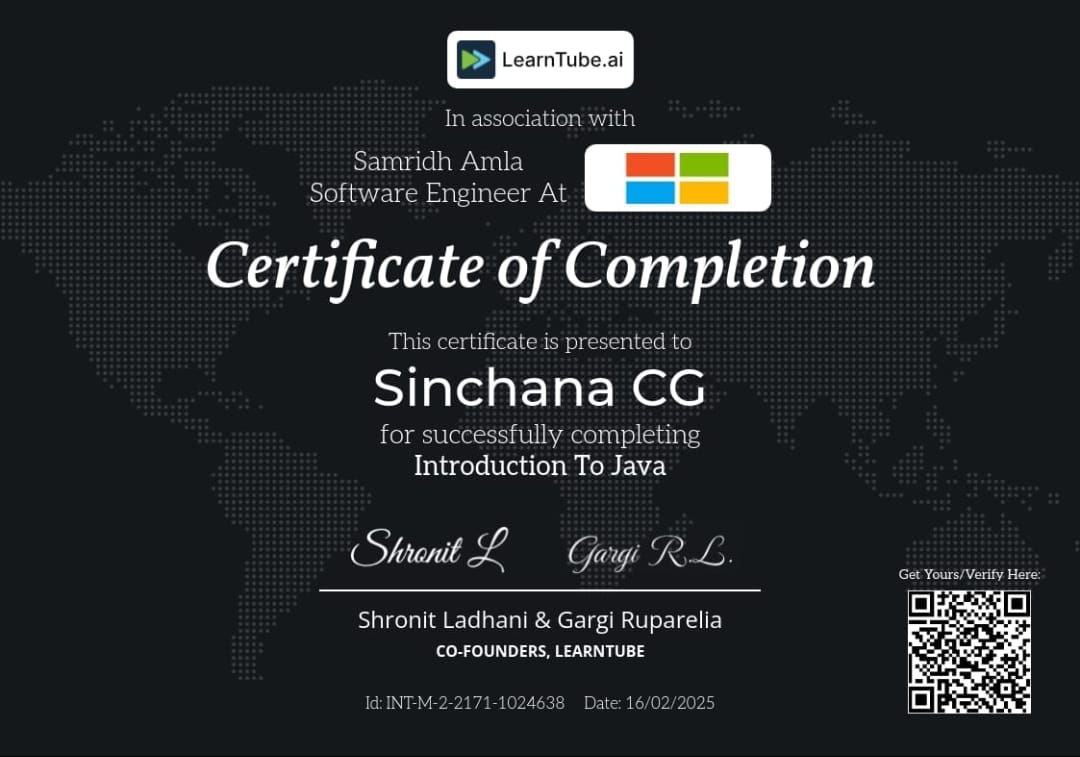 LearnTube.ai
In association with
Samridh Amla
Software Engineer At
Certificate of Completion
This certificate is presented to
Sinchana CG
for successfully completing
Introduction To Java
Shronit L Gargi R.L.
Shronit Ladhani & Gargi Ruparelia
CO-FOUNDERS, LEARNTUBE
Get Yours/Verify Here:
Id: INT-M-2-2171-1024638 Date: 16/02/2025